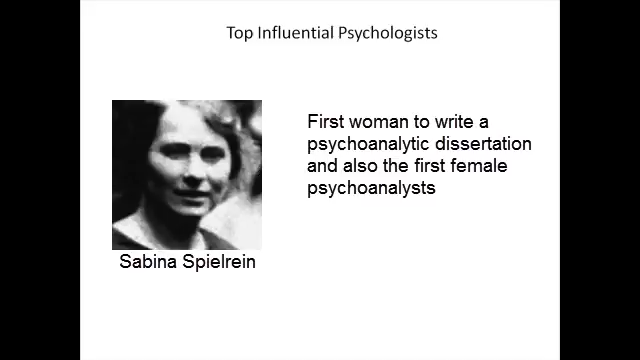 Top Influential Psychologists
First woman to write a
psychoanalytic dissertation
and also the first female
psychoanalysts
Sabina Spielrein